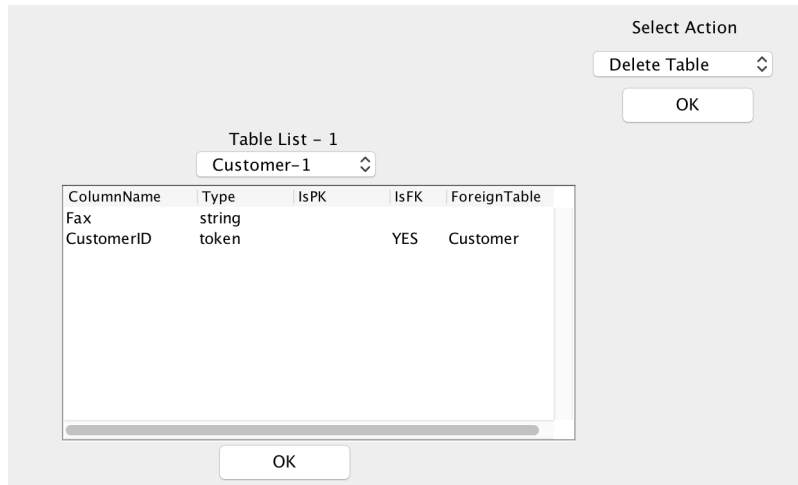 Select Action
Delete Table
OK
Table List - 1
Customer-1
ColumnName Type IsPK IsFK ForeignTable
Fax string
CustomerID token YES Customer
OK